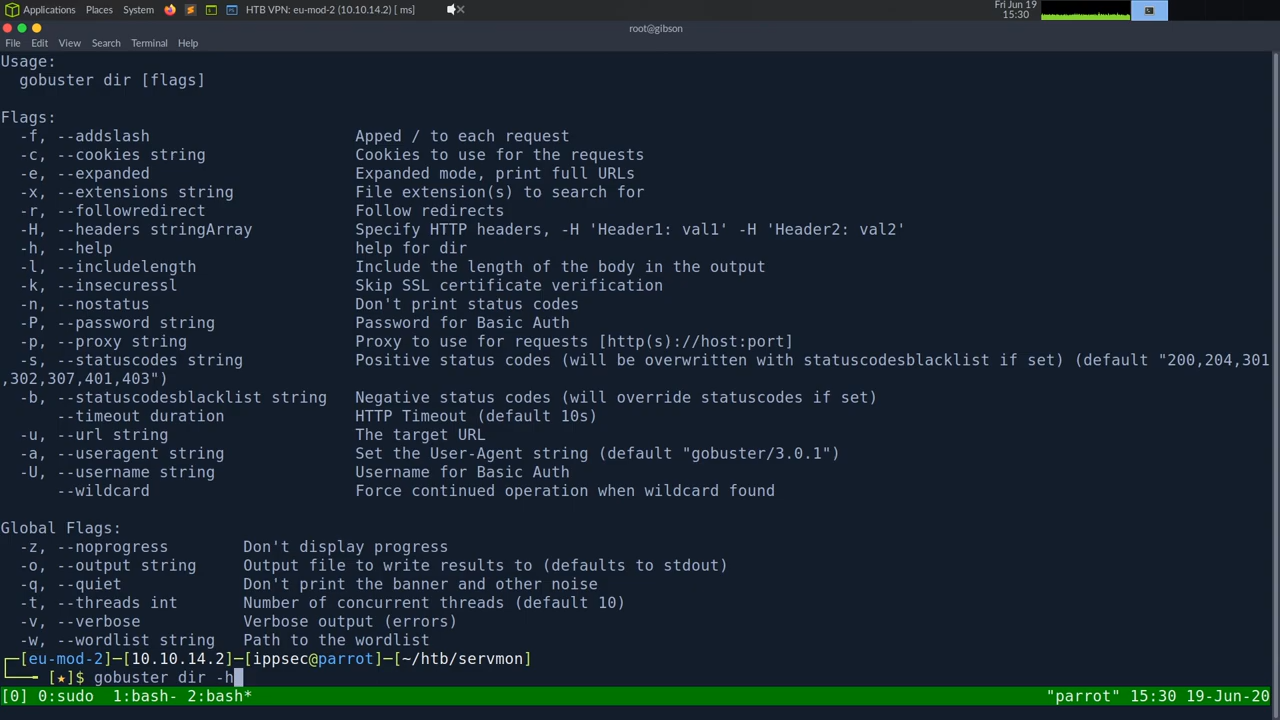 Applications Places HTB VPN: eu-mod-2 (10.10.14.2) [ ms] Fri Jun 19
15:30
root@gibson
File Edit View Search Terminal Help
Usage:
  gobuster dir [flags]

Flags:
  -f, --addslash                    Apped / to each request
  -c, --cookies string              Cookies to use for the requests
  -e, --expanded                    Expanded mode, print full URLs
  -x, --extensions string           File extension(s) to search for
  -r, --followredirect              Follow redirects
  -H, --headers stringArray         Specify HTTP headers, -H 'Header1: val1' -H 'Header2: val2'
  -h, --help                        help for dir
  -l, --includelength               Include the length of the body in the output
  -k, --insecuressl                 Skip SSL certificate verification
  -n, --nostatus                    Don't print status codes
  -P, --password string             Password for Basic Auth
  -p, --proxy string                Proxy to use for requests [http(s)://host:port]
  -s, --statuscodes string          Positive status codes (will be overwritten with statuscodesblacklist if set) (default "200,204,301
,302,307,401,403")
  -b, --statuscodesblacklist string   Negative status codes (will override statuscodes if set)
      --timeout duration            HTTP Timeout (default 10s)
  -u, --url string                  The target URL
  -a, --useragent string            Set the User-Agent string (default "gobuster/3.0.1")
  -U, --username string             Username for Basic Auth
      --wildcard                    Force continued operation when wildcard found

Global Flags:
  -z, --noprogress        Don't display progress
  -o, --output string     Output file to write results to (defaults to stdout)
  -q, --quiet             Don't print the banner and other noise
  -t, --threads int       Number of concurrent threads (default 10)
  -v, --verbose           Verbose output (errors)
  -w, --wordlist string   Path to the wordlist
┌─[eu-mod-2]─[10.10.14.2]─[ippsec@parrot]─[~/htb/servmon]
└── [★]$ gobuster dir -h
[0] 0:sudo  1:bash- 2:bash* "parrot" 15:30 19-Jun-20